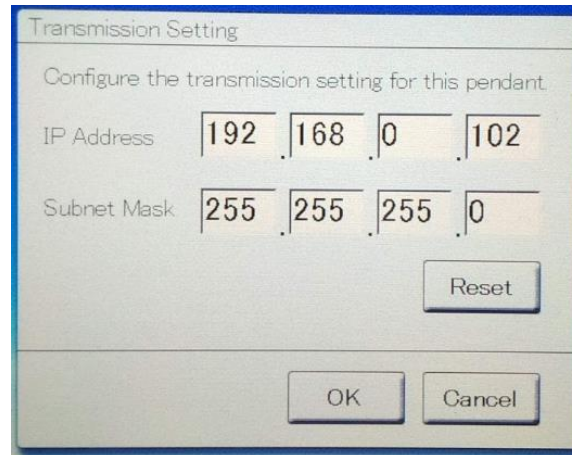 Transmission Setting
Configure the transmission setting for this pendant.
IP Address 192 . 168 . 0 . 102
Subnet Mask 255 . 255 . 255 . 0
Reset
OK Cancel